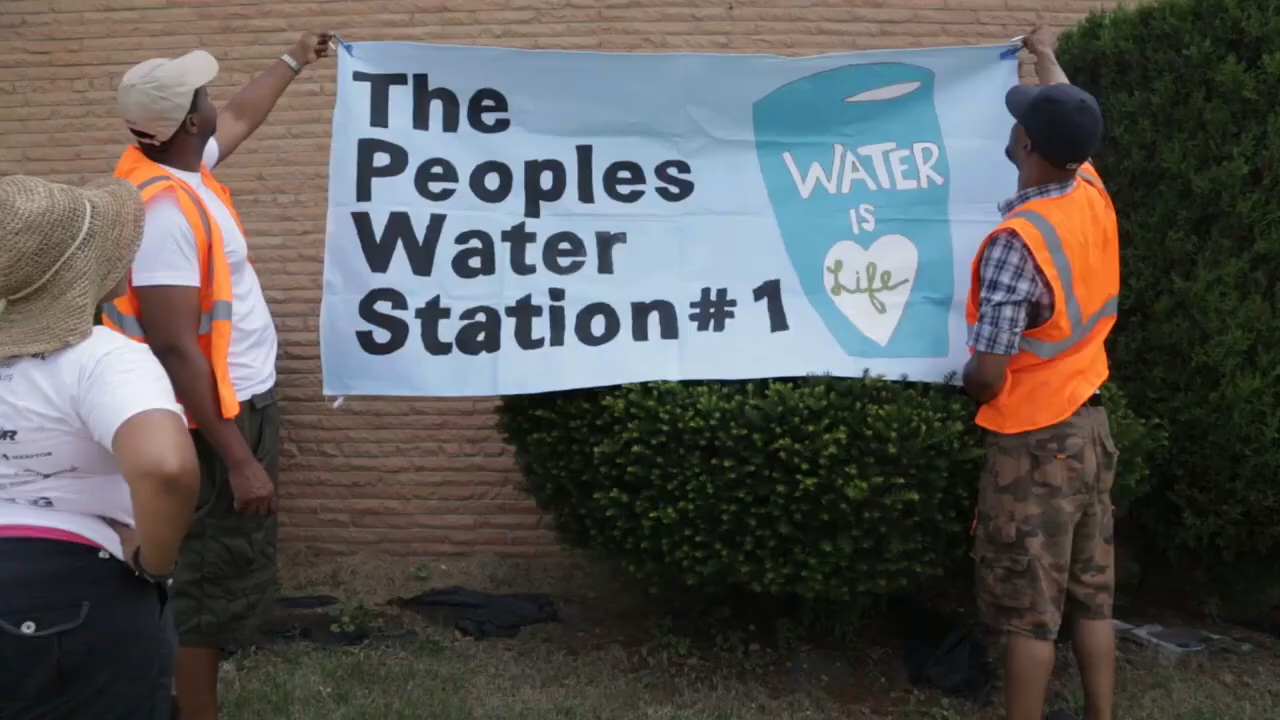 The
Peoples
Water
Station #1
WATER
IS
Life